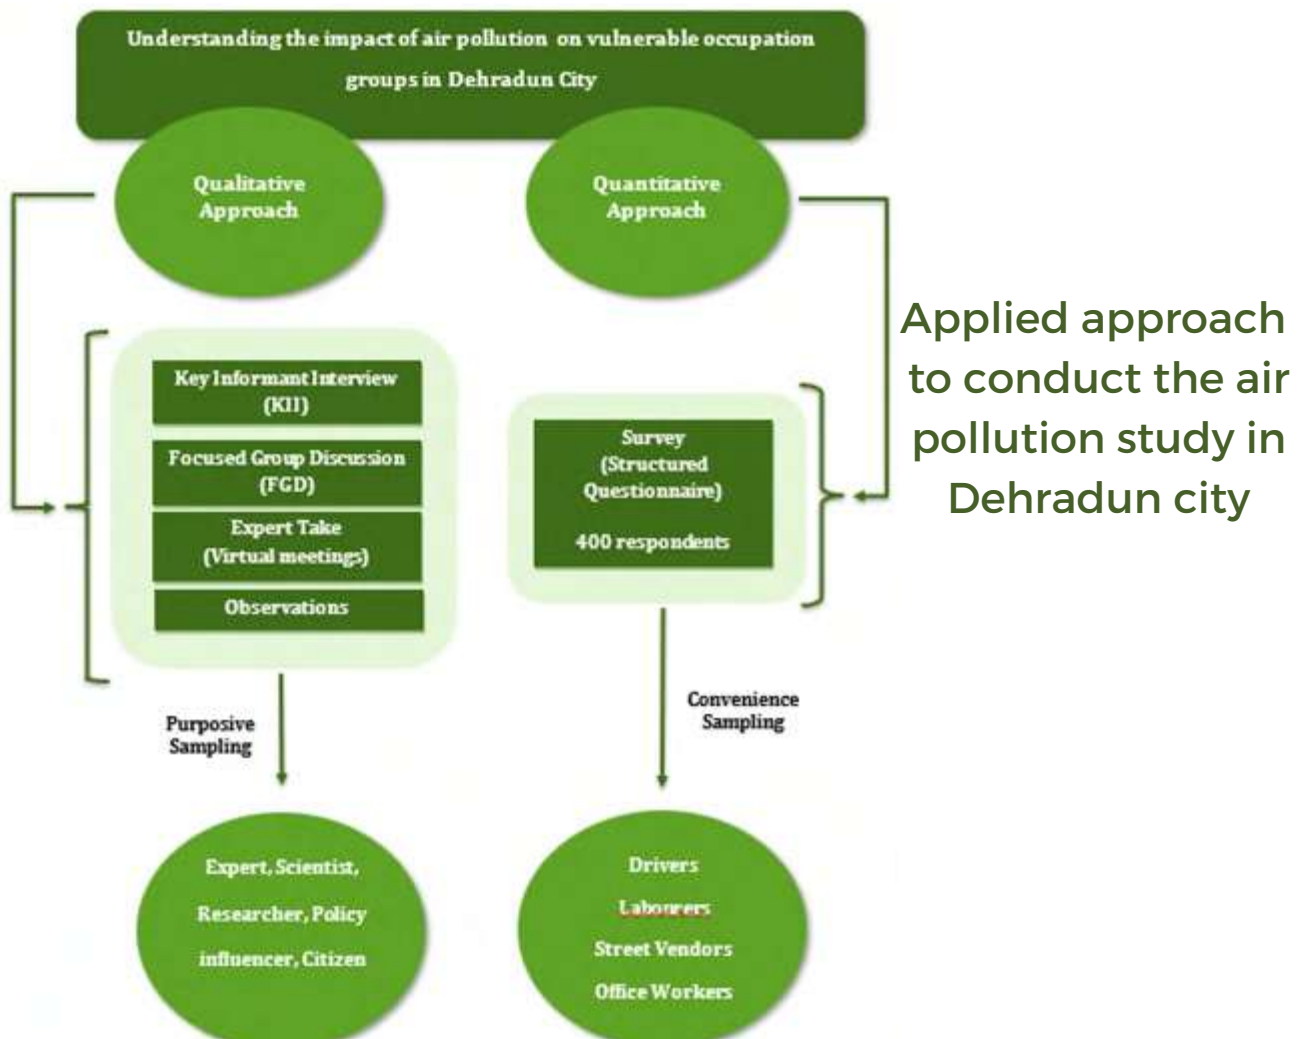 Understanding the impact of air pollution on vulnerable occupation
groups in Dehradun City
Qualitative
Approach
Quantitative
Approach
Key Informant Interview
(KII)
Focused Group Discussion
(FGD)
Expert Take
(Virtual meetings)
Observations
Survey
(Structured
Questionnaire)
400 respondents
Applied approach
to conduct the air
pollution study in
Dehradun city
Purposive
Sampling
Convenience
Sampling
Expert, Scientist,
Researcher, Policy
influencer, Citizen
Drivers
Labourers
Street Vendors
Office Workers